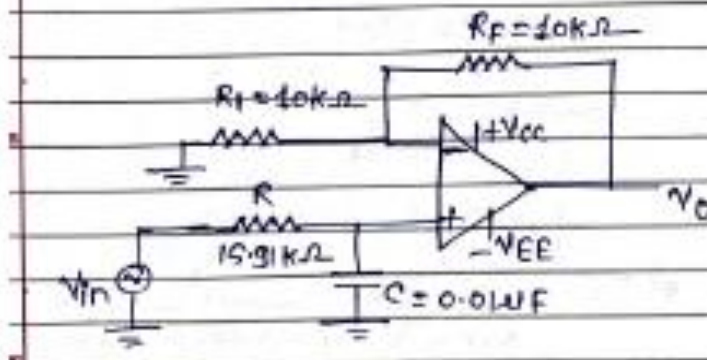 RF = 10kΩ
R1 = 10kΩ
+VCC
R
15.91kΩ
Vin
C = 0.01μF
-VEE
Vo